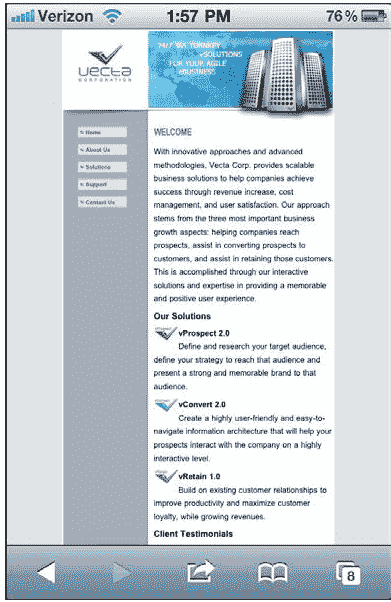 Verizon 1:57 PM 76%
vecta
CORPORATION
24/7 VIA TURNKEY
vSOLUTIONS
FOR YOUR AGILE
eBUSINESS
Home
About Us
Solutions
Support
Contact Us
WELCOME
With innovative approaches and advanced
methodologies, Vecta Corp. provides scalable
business solutions to help companies achieve
success through revenue increase, cost
management, and user satisfaction. Our approach
stems from the three most important business
growth aspects: helping companies reach
prospects, assist in converting prospects to
customers, and assist in retaining those customers.
This is accomplished through our interactive
solutions and expertise in providing a memorable
and positive user experience.
Our Solutions
vProspect 2.0
Define and research your target audience,
define your strategy to reach that audience and
present a strong and memorable brand to that
audience.
vConvert 2.0
Create a highly user-friendly and easy-to-
navigate information architecture that will help your
prospects interact with the company on a highly
interactive level.
vRetain 1.0
Build on existing customer relationships to
improve productivity and maximize customer
loyalty, while growing revenues.
Client Testimonials
8